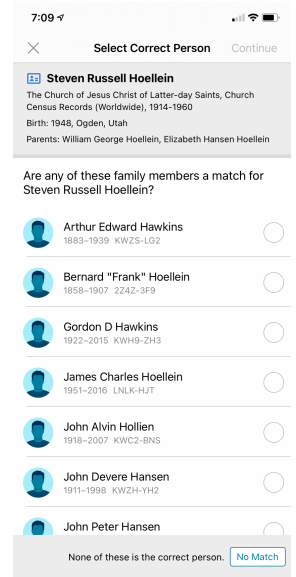 7:09
Select Correct Person Continue
Steven Russell Hoellein
The Church of Jesus Christ of Latter-day Saints, Church
Census Records (Worldwide), 1914-1960
Birth: 1948, Ogden, Utah
Parents: William George Hoellein, Elizabeth Hansen Hoellein
Are any of these family members a match for
Steven Russell Hoellein?
Arthur Edward Hawkins
1883–1939 KWZS-LG2
Bernard "Frank" Hoellein
1858–1907 2Z4Z-3F9
Gordon D Hawkins
1922–2015 KWH9-ZH3
James Charles Hoellein
1951–2016 LNLK-HJT
John Alvin Hollien
1918–2007 KWC2-BNS
John Devere Hansen
1911–1998 KWZH-YH2
John Peter Hansen
None of these is the correct person. No Match